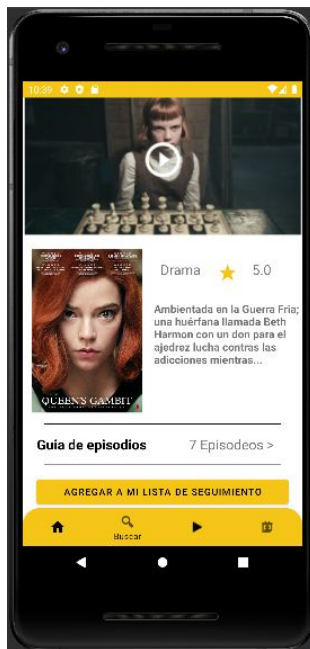 10:39
Drama 5.0
Ambientada en la Guerra Fria;
una huérfana llamada Beth
Harmon con un don para el
ajedrez lucha contras las
adicciones mientras...
QUEEN'S GAMBIT
Guia de episodios 7 Episodeos >
AGREGAR A MI LISTA DE SEGUIMIENTO
Buscar